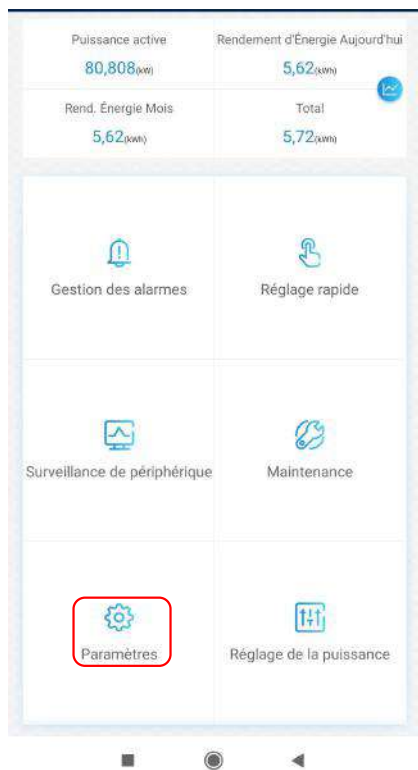 Puissance active Rendement d'Énergie Aujourd'hui
80,808(kW) 5,62(kWh)
Rend. Énergie Mois Total
5,62(kWh) 5,72(kWh)
Gestion des alarmes Réglage rapide
Surveillance de périphérique Maintenance
Paramètres Réglage de la puissance